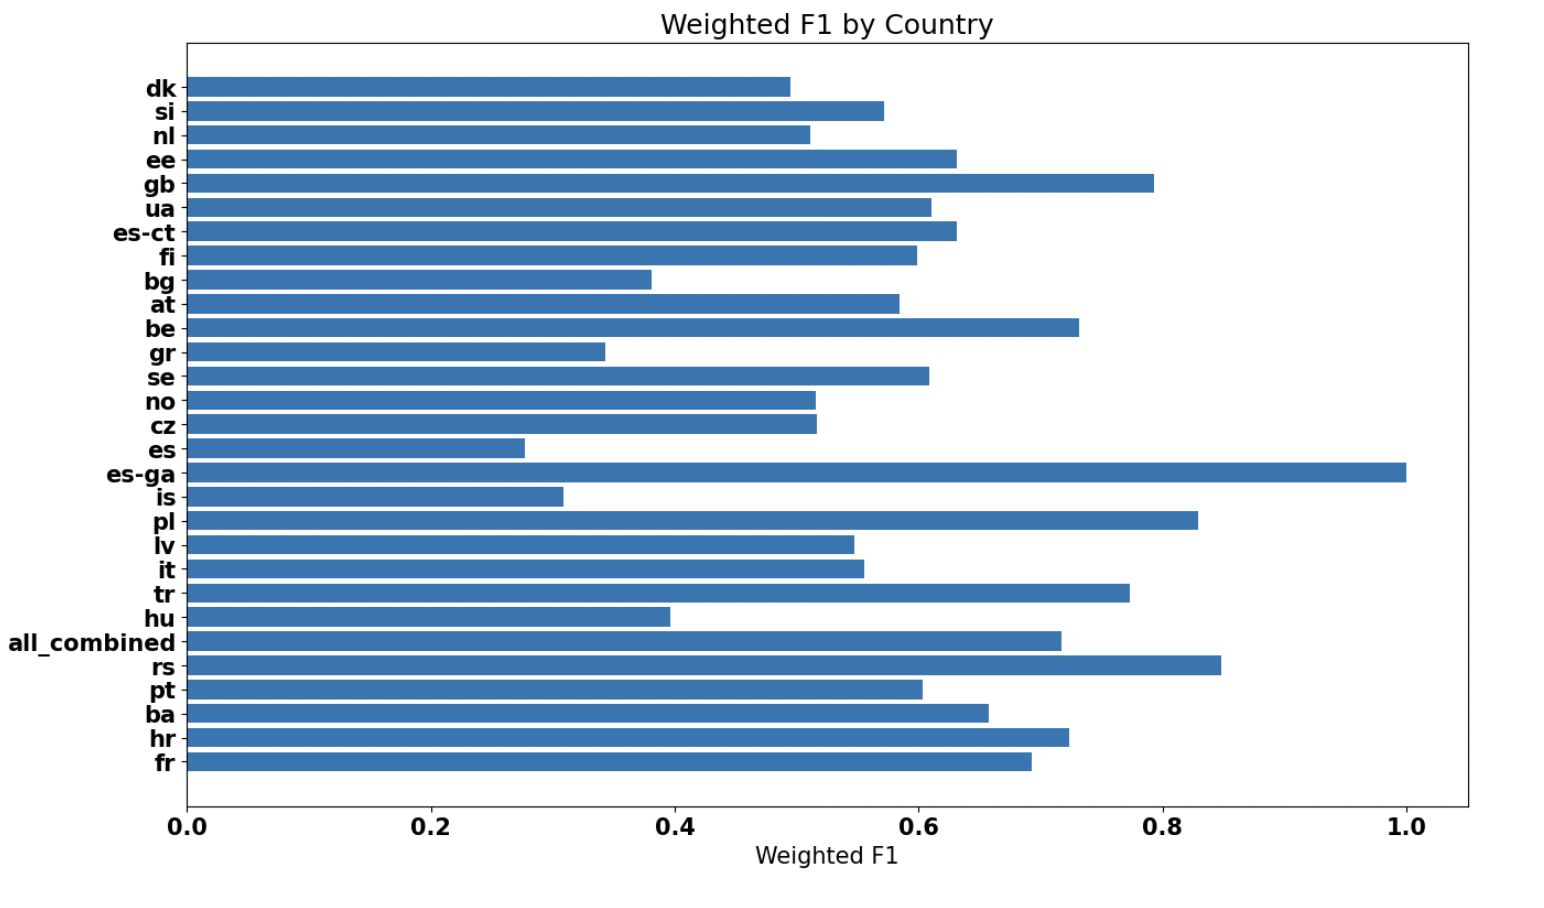 Weighted F1 by Country
dk
si
nl
ee
gb
ua
es-ct
fi
bg
at
be
gr
se
no
cz
es
es-ga
is
pl
lv
it
tr
hu
all_combined
rs
pt
ba
hr
fr
0.0 0.2 0.4 0.6 0.8 1.0
Weighted F1